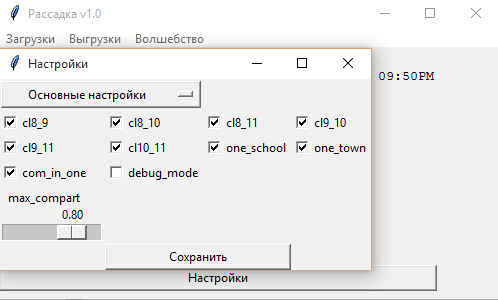 Рассадка v1.0
Загрузки Выгрузки Волшебство
Настройки
09:50PM
Основные настройки
cl8_9 cl8_10 cl8_11 cl9_10
cl9_11 cl10_11 one_school one_town
com_in_one debug_mode
max_compart
0.80
Сохранить
Настройки